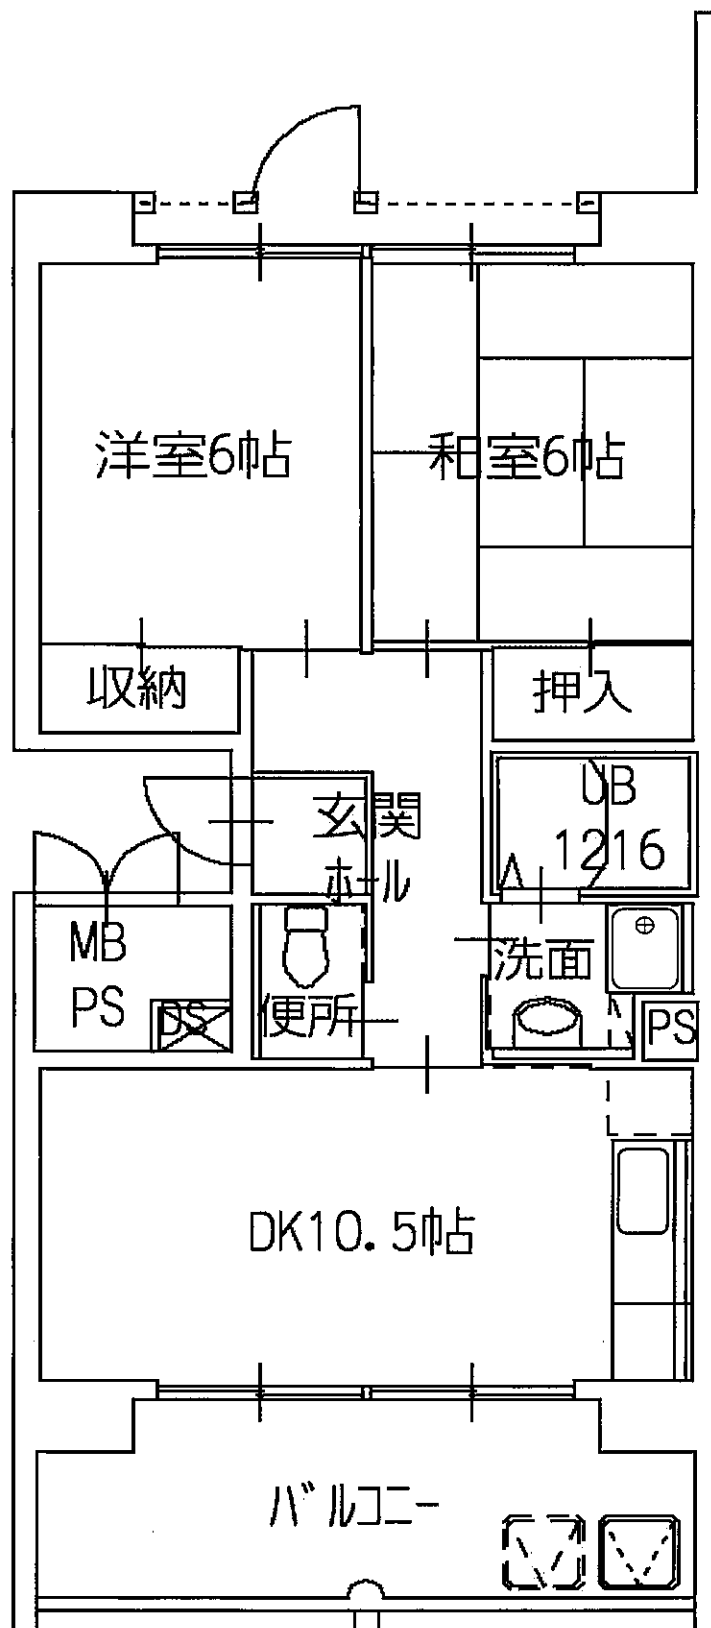 洋室6帖
和室6帖
収納
押入
UB
1216
玄関
ホール
MB
PS
DS
便所
洗面
PS
DK10.5帖
バルコニー